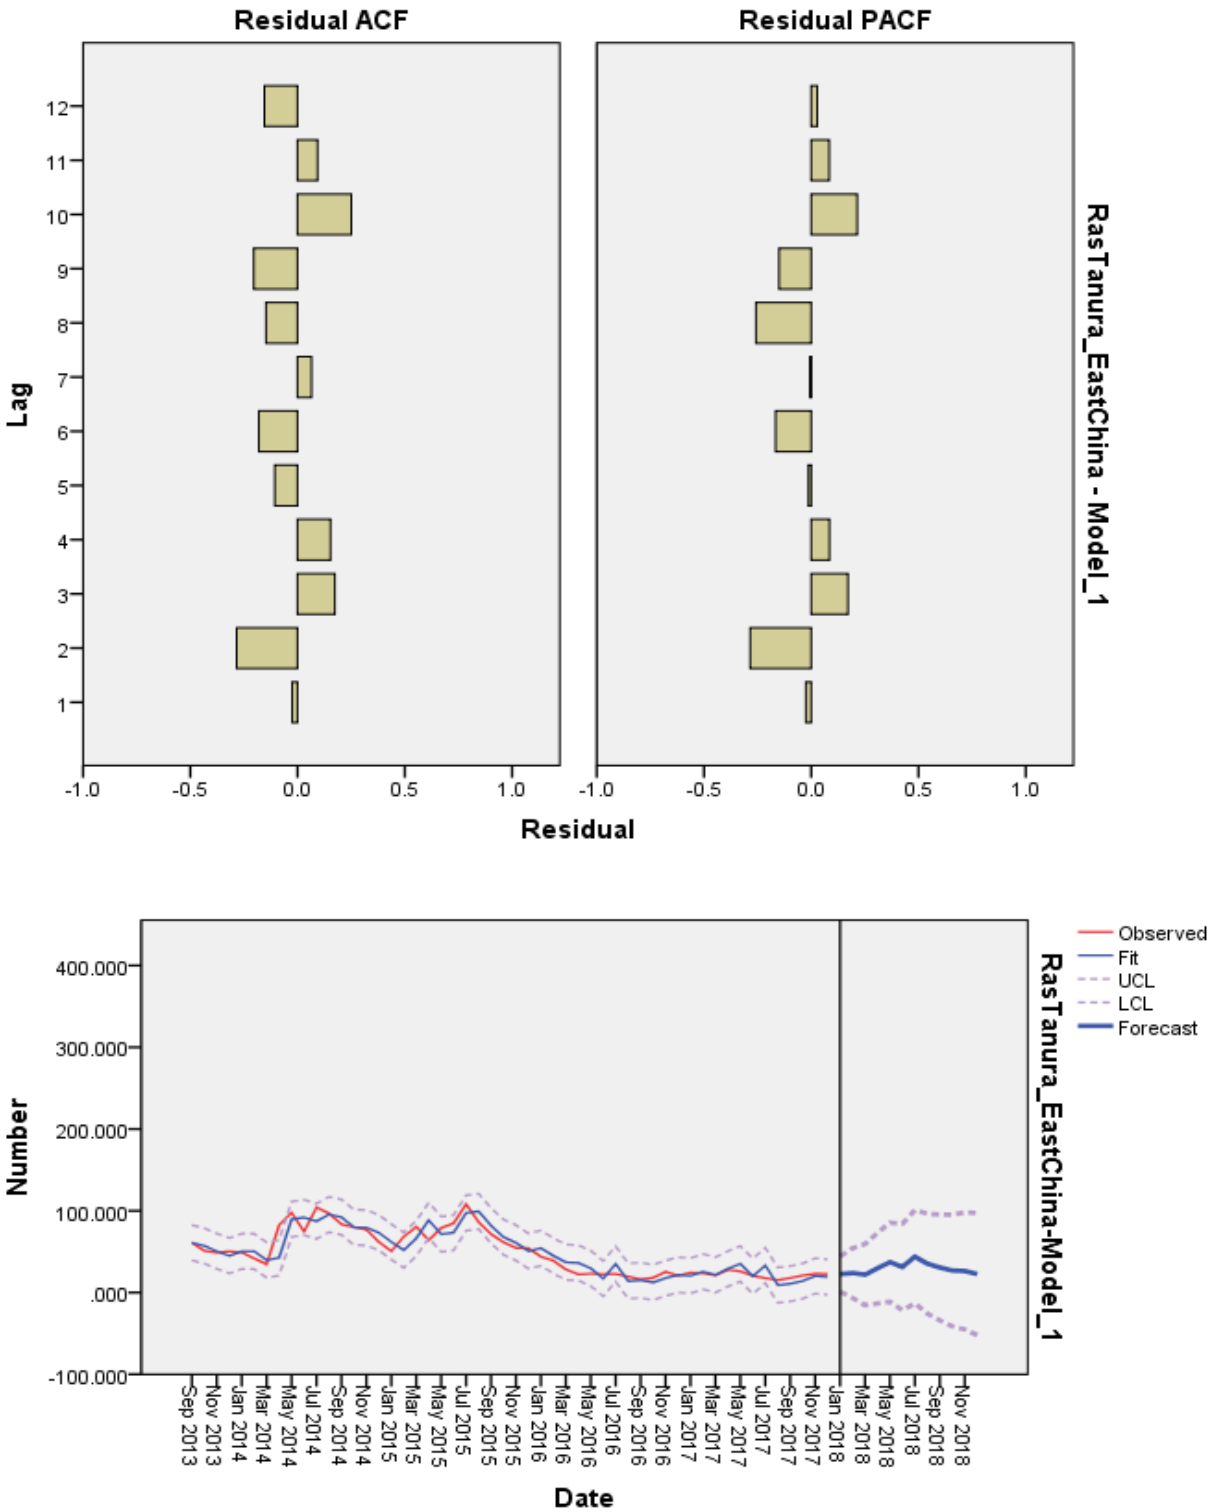 Residual ACF
Residual PACF
12
11
10
9
8
7
6
5
4
3
2
1
Lag
-1.0
-0.5
0.0
0.5
1.0
-1.0
-0.5
0.0
0.5
1.0
Residual
RasTanura_EastChina - Model_1
400.000
300.000
200.000
100.000
.000
-100.000
Number
Sep 2013
Nov 2013
Jan 2014
Mar 2014
May 2014
Jul 2014
Sep 2014
Nov 2014
Jan 2015
Mar 2015
May 2015
Jul 2015
Sep 2015
Nov 2015
Jan 2016
Mar 2016
May 2016
Jul 2016
Sep 2016
Nov 2016
Jan 2017
Mar 2017
May 2017
Jul 2017
Sep 2017
Nov 2017
Jan 2018
Mar 2018
May 2018
Jul 2018
Sep 2018
Nov 2018
Date
RasTanura_EastChina-Model_1
Observed
Fit
UCL
LCL
Forecast